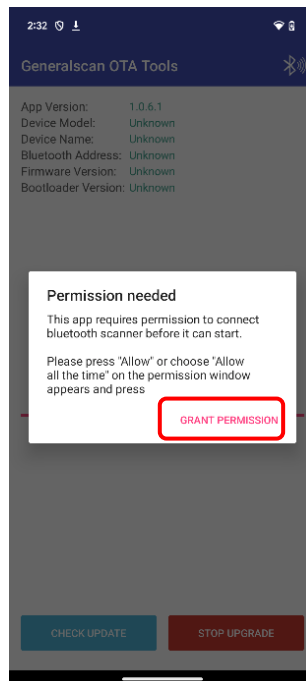 2:32
Generalscan OTA Tools
App Version: 1.0.6.1
Device Model: Unknown
Device Name: Unknown
Bluetooth Address: Unknown
Firmware Version: Unknown
Bootloader Version: Unknown
Permission needed
This app requires permission to connect
bluetooth scanner before it can start.
Please press "Allow" or choose "Allow
all the time" on the permission window
appears and press
GRANT PERMISSION
CHECK UPDATE STOP UPGRADE